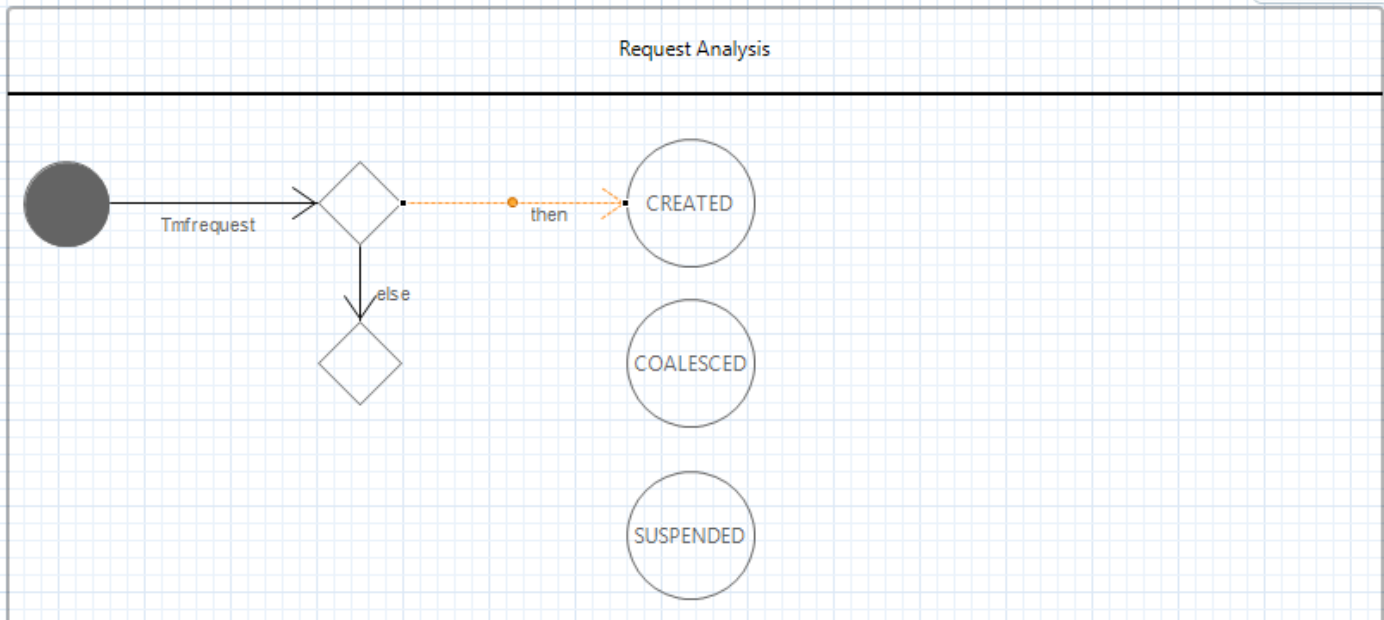 Request Analysis
Tmfrequest
then
CREATED
else
COALESCED
SUSPENDED